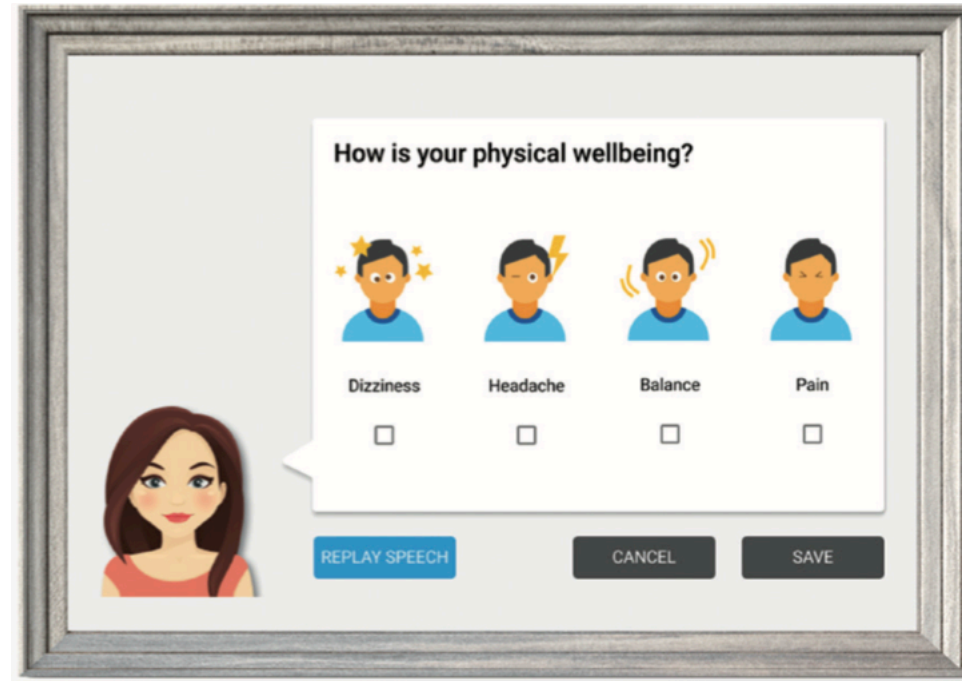 How is your physical wellbeing?
Dizziness Headache Balance Pain
REPLAY SPEECH CANCEL SAVE